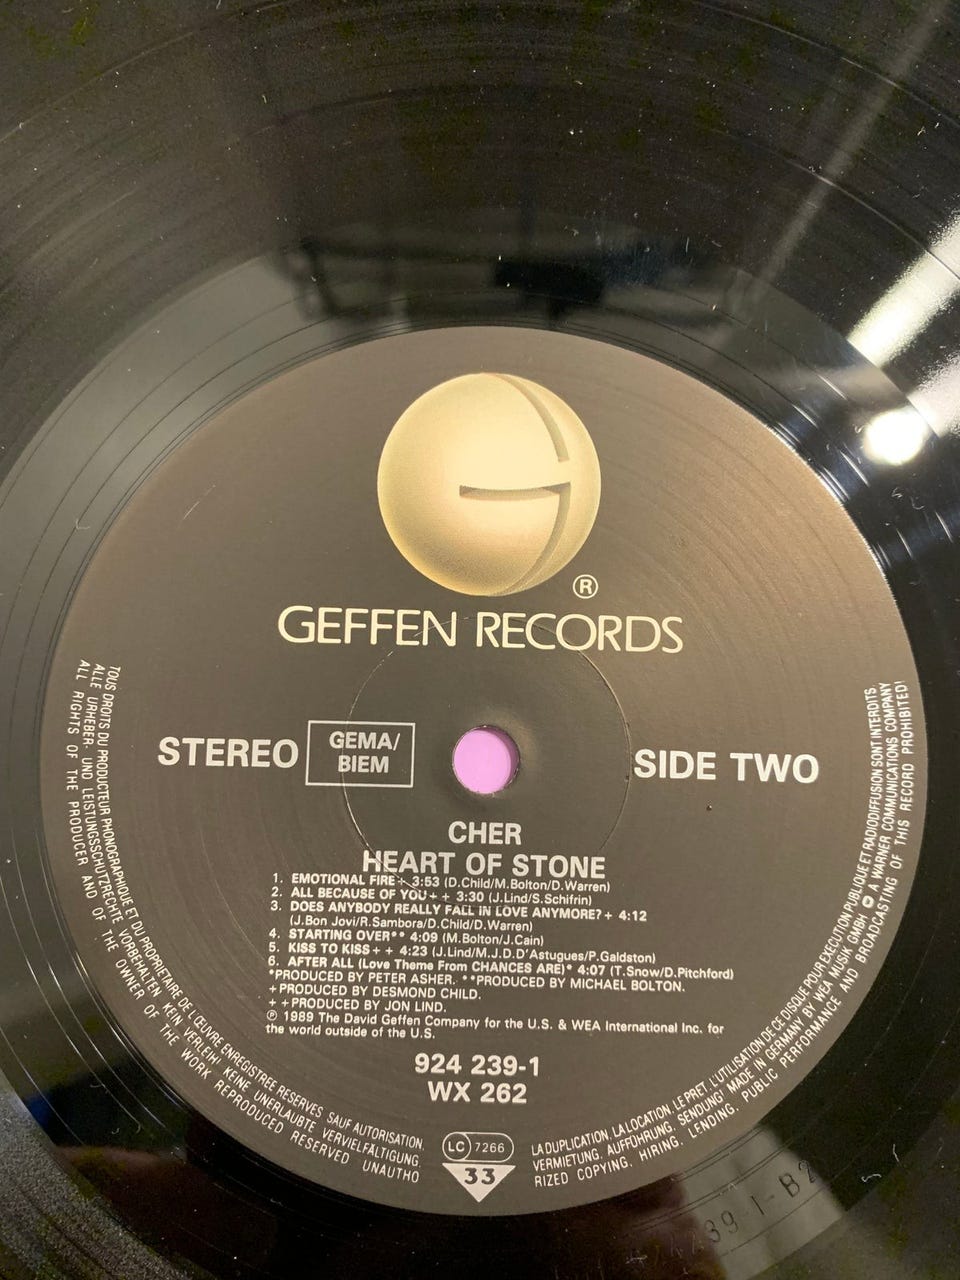 ®
GEFFEN RECORDS
STEREO
GEMA/
BIEM
SIDE TWO
CHER
HEART OF STONE
1. EMOTIONAL FIRE+ 3:53 (D.Child/M.Bolton/D.Warren)
2. ALL BECAUSE OF YOU++ 3:30 (J.Lind/S.Schifrin)
3. DOES ANYBODY REALLY FALL IN LOVE ANYMORE?+ 4:12
(J.Bon Jovi/R.Sambora/D.Child/D.Warren)
4. STARTING OVER** 4:09 (M.Bolton/J.Cain)
5. KISS TO KISS++ 4:23 (J.Lind/M.J.D.D'Astugues/P.Galdston)
6. AFTER ALL (Love Theme From CHANCES ARE)* 4:07 (T.Snow/D.Pitchford)
*PRODUCED BY PETER ASHER. **PRODUCED BY MICHAEL BOLTON.
+PRODUCED BY DESMOND CHILD.
++PRODUCED BY JON LIND.
℗ 1989 The David Geffen Company for the U.S. & WEA International Inc. for
the world outside of the U.S.
924 239-1
WX 262
LC 7266
33
TOUS DROITS DU PRODUCTEUR PHONOGRAPHIQUE ET DU PROPRIETAIRE DE L'ŒUVRE ENREGISTREE RESERVES SAUF AUTORISATION.
LA DUPLICATION, LA LOCATION, LE PRET, L'UTILISATION DE CE DISQUE POUR EXECUTION PUBLIQUE ET RADIODIFFUSION SONT INTERDITS
ALLE URHEBER- UND LEISTUNGSSCHUTZRECHTE VORBEHALTEN KEIN VERLEIH! KEINE UNERLAUBTE VERVIELFÄLTIGUNG,
VERMIETUNG, AUFFÜHRUNG, SENDUNG! MADE IN GERMANY BY WEA MUSIK GMBH A WARNER COMMUNICATIONS COMPANY
ALL RIGHTS OF THE PRODUCER AND OF THE OWNER OF THE WORK REPRODUCED RESERVED UNAUTHO
RIZED COPYING, HIRING, LENDING, PUBLIC PERFORMANCE AND BROADCASTING OF THIS RECORD PROHIBITED!
39-1-B2